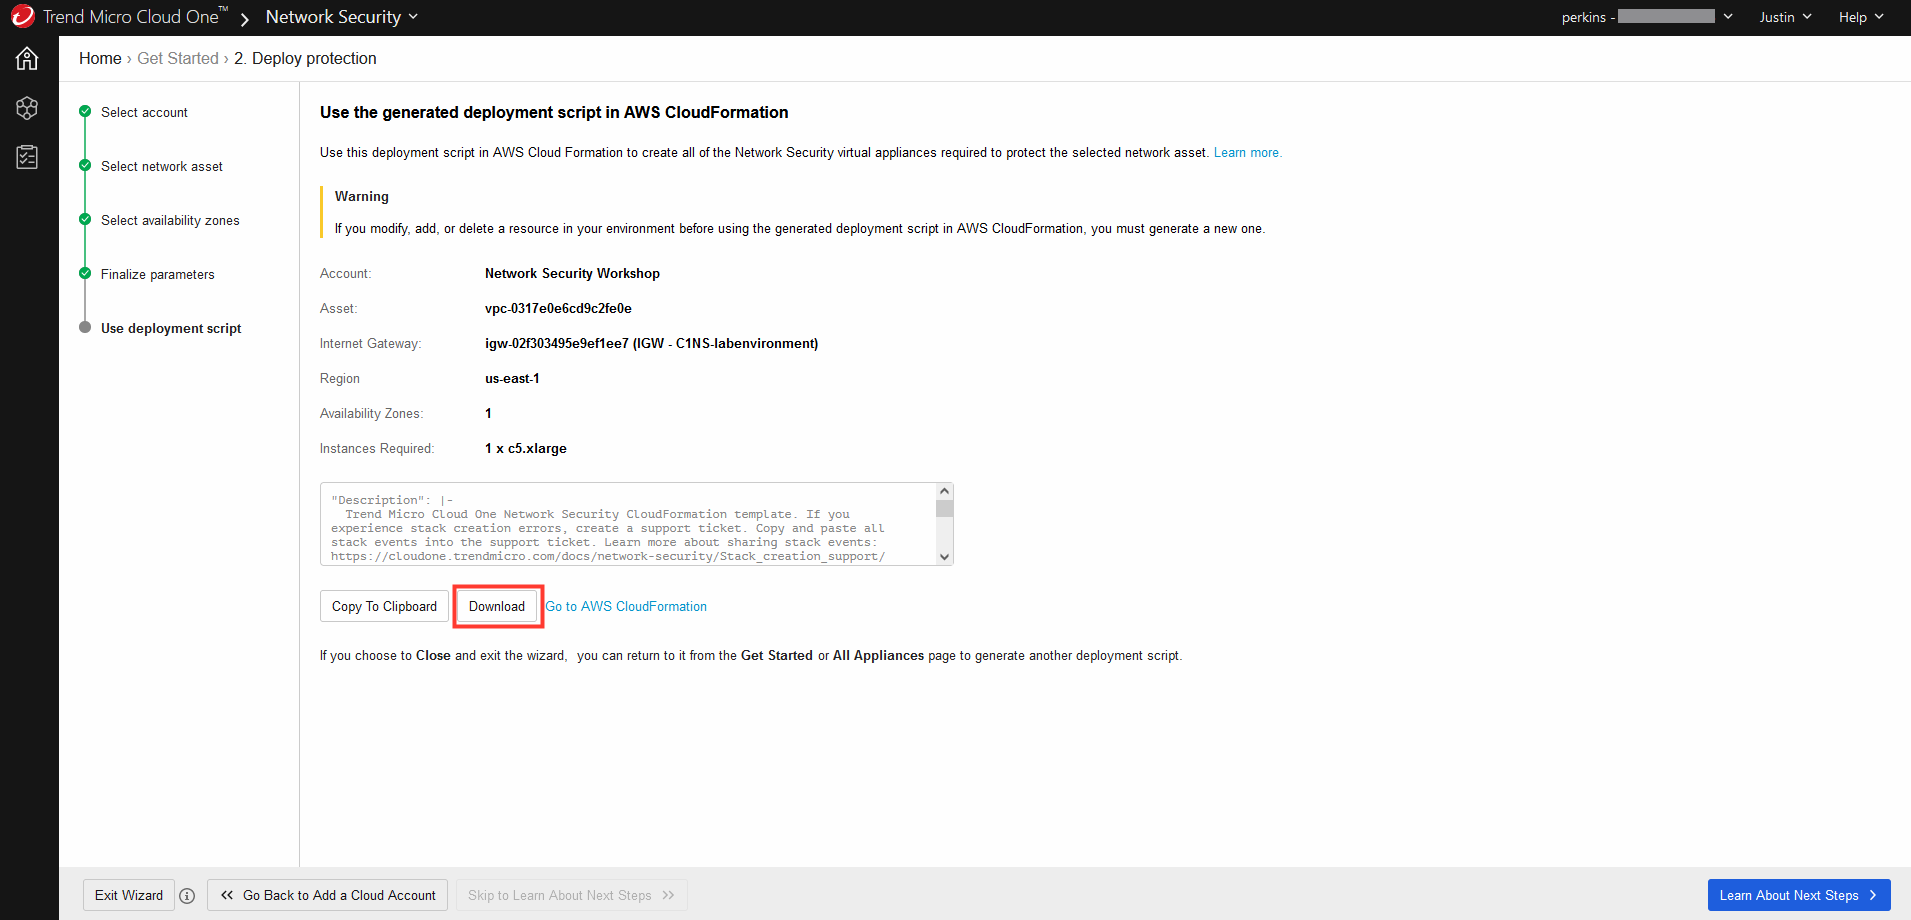 Trend Micro Cloud One™ Network Security
perkins - Justin Help
Home › Get Started › 2. Deploy protection
Select account
Select network asset
Select availability zones
Finalize parameters
Use deployment script
Use the generated deployment script in AWS CloudFormation
Use this deployment script in AWS Cloud Formation to create all of the Network Security virtual appliances required to protect the selected network asset. Learn more.
Warning
If you modify, add, or delete a resource in your environment before using the generated deployment script in AWS CloudFormation, you must generate a new one.
Account: Network Security Workshop
Asset: vpc-0317e0e6cd9c2fe0e
Internet Gateway: igw-02f303495e9ef1ee7 (IGW - C1NS-labenvironment)
Region us-east-1
Availability Zones: 1
Instances Required: 1 x c5.xlarge
"Description": |-
Trend Micro Cloud One Network Security CloudFormation template. If you
experience stack creation errors, create a support ticket. Copy and paste all
stack events into the support ticket. Learn more about sharing stack events:
https://cloudone.trendmicro.com/docs/network-security/Stack_creation_support/
Copy To Clipboard Download Go to AWS CloudFormation
If you choose to Close and exit the wizard, you can return to it from the Get Started or All Appliances page to generate another deployment script.
Exit Wizard Go Back to Add a Cloud Account Skip to Learn About Next Steps Learn About Next Steps